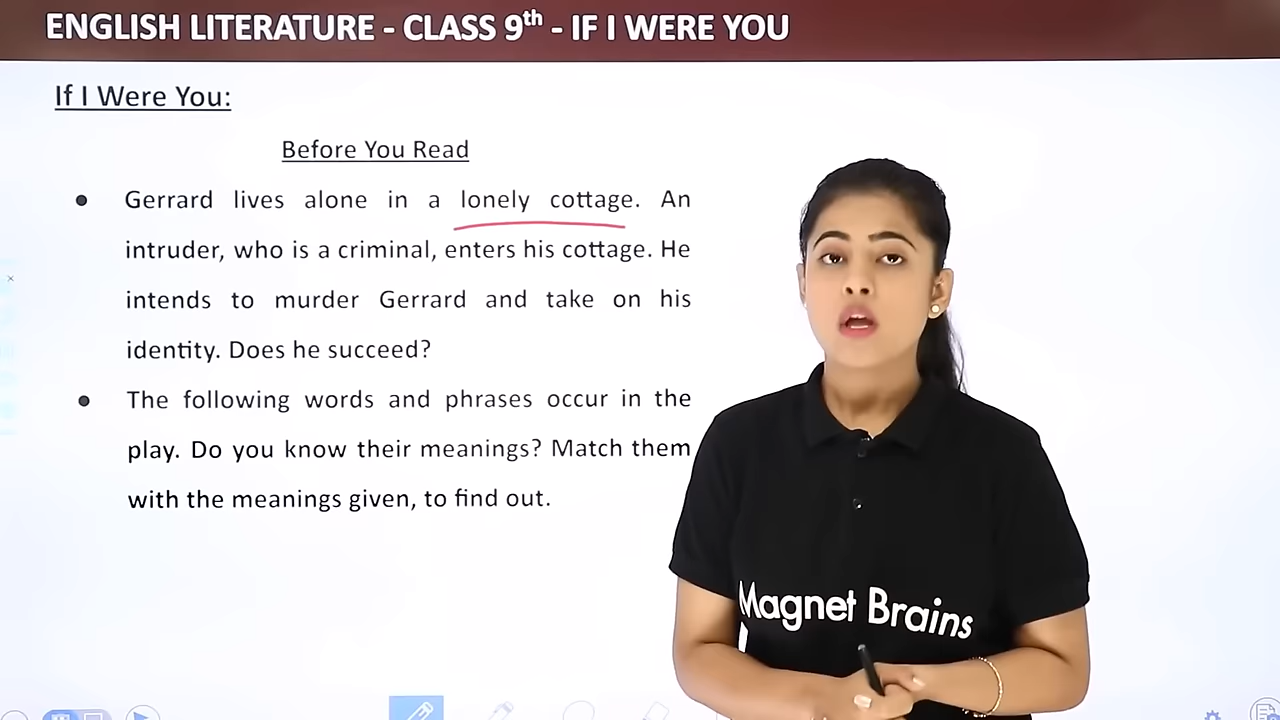 ENGLISH LITERATURE - CLASS 9th - IF I WERE YOU
If I Were You:
Before You Read
● Gerrard lives alone in a lonely cottage. An
intruder, who is a criminal, enters his cottage. He
intends to murder Gerrard and take on his
identity. Does he succeed?
● The following words and phrases occur in the
play. Do you know their meanings? Match them
with the meanings given, to find out.
Magnet Brains